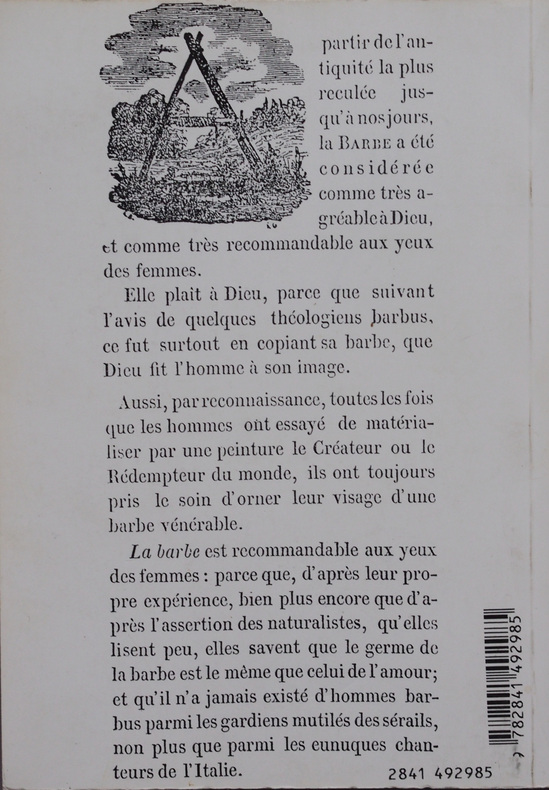 partir de l'an-
tiquité la plus
reculée jus-
qu'à nos jours,
la BARBE a été
considérée
comme très a-
gréable à Dieu,
et comme très recommandable aux yeux
des femmes.
Elle plaît à Dieu, parce que suivant
l'avis de quelques théologiens barbus,
ce fut surtout en copiant sa barbe, que
Dieu fit l'homme à son image.
Aussi, par reconnaissance, toutes les fois
que les hommes ont essayé de matéria-
liser par une peinture le Créateur ou le
Rédempteur du monde, ils ont toujours
pris le soin d'orner leur visage d'une
barbe vénérable.
La barbe est recommandable aux yeux
des femmes : parce que, d'après leur pro-
pre expérience, bien plus encore que d'a-
près l'assertion des naturalistes, qu'elles
lisent peu, elles savent que le germe de
la barbe est le même que celui de l'amour;
et qu'il n'a jamais existé d'hommes bar-
bus parmi les gardiens mutilés des sérails,
non plus que parmi les eunuques chan-
teurs de l'Italie.
9 782841 492985
2841 492985